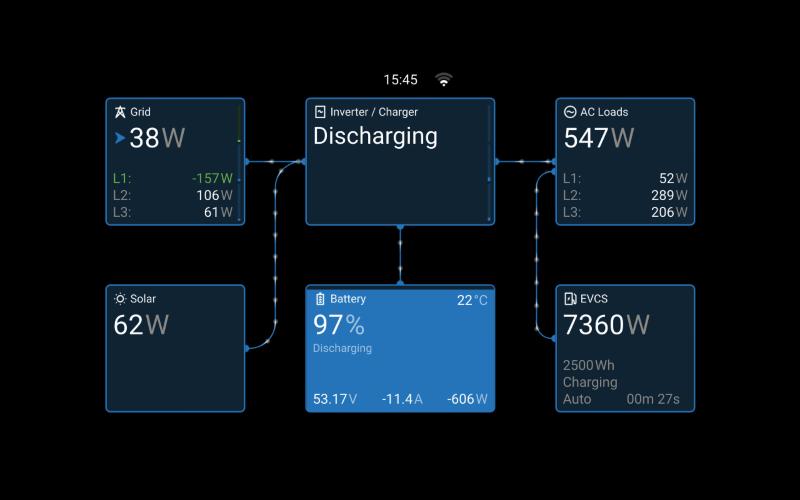 15:45
Grid
38W
L1: -157W
L2: 106W
L3: 61W
Inverter / Charger
Discharging
AC Loads
547W
L1: 52W
L2: 289W
L3: 206W
Solar
62W
Battery 22°C
97%
Discharging
53.17V -11.4A -606W
EVCS
7360W
2500Wh
Charging
Auto 00m 27s